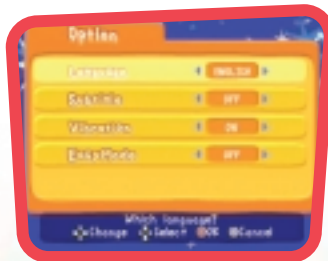 Option
Language ENGLISH
Subtitle OFF
Vibration ON
Easy Mode OFF
Which language?
Change Select OK Cancel